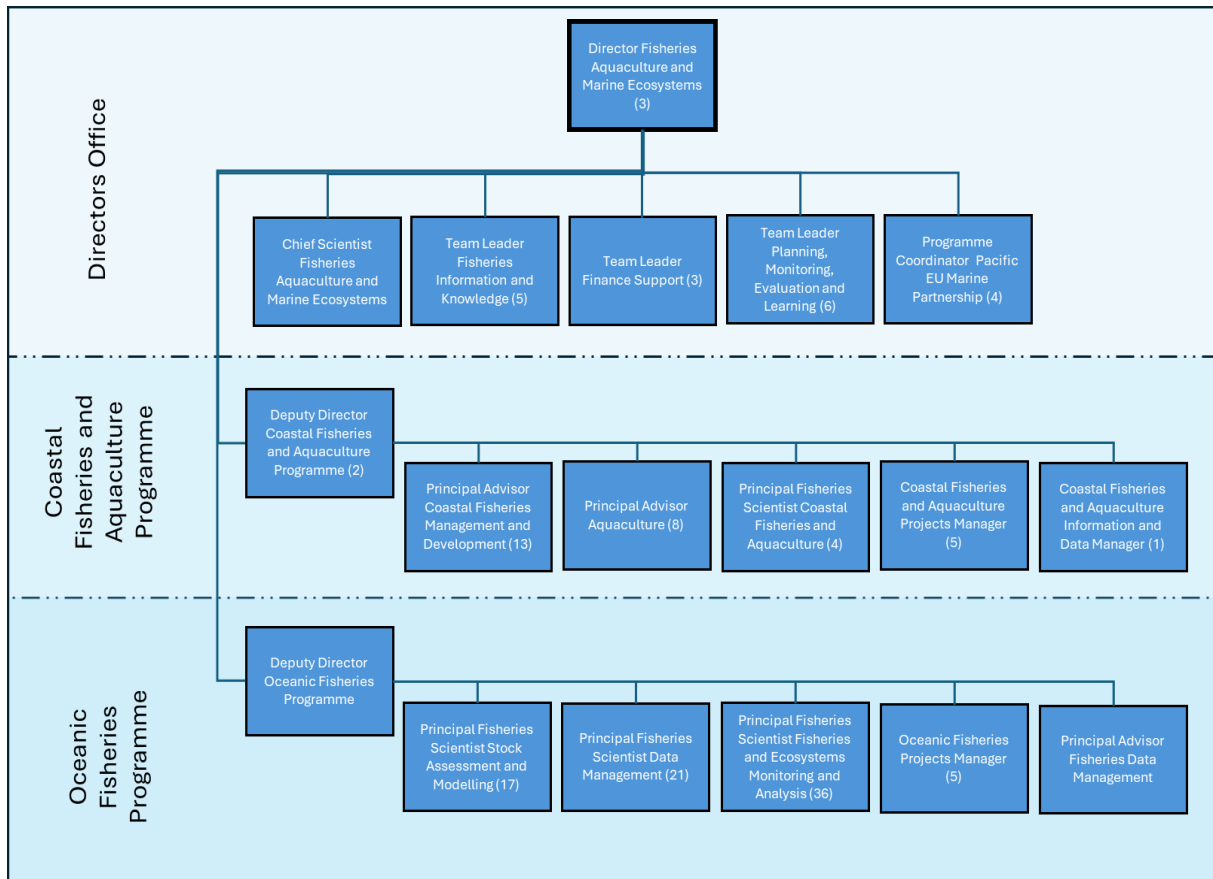 Directors Office
Director Fisheries
Aquaculture and
Marine Ecosystems
(3)
Chief Scientist
Fisheries
Aquaculture and
Marine Ecosystems
Team Leader
Fisheries
Information and
Knowledge (5)
Team Leader
Finance Support (3)
Team Leader
Planning,
Monitoring,
Evaluation and
Learning (6)
Programme
Coordinator  Pacific
EU Marine
Partnership (4)
Coastal
Fisheries and
Aquaculture
Programme
Deputy Director
Coastal Fisheries
and Aquaculture
Programme (2)
Principal Advisor
Coastal Fisheries
Management and
Development (13)
Principal Advisor
Aquaculture (8)
Principal Fisheries
Scientist Coastal
Fisheries and
Aquaculture (4)
Coastal Fisheries
and Aquaculture
Projects Manager
(5)
Coastal Fisheries
and Aquaculture
Information and
Data Manager (1)
Oceanic
Fisheries
Programme
Deputy Director
Oceanic Fisheries
Programme
Principal Fisheries
Scientist Stock
Assessment and
Modelling (17)
Principal Fisheries
Scientist Data
Management (21)
Principal Fisheries
Scientist Fisheries
and Ecosystems
Monitoring and
Analysis (36)
Oceanic Fisheries
Projects Manager
(5)
Principal Advisor
Fisheries Data
Management